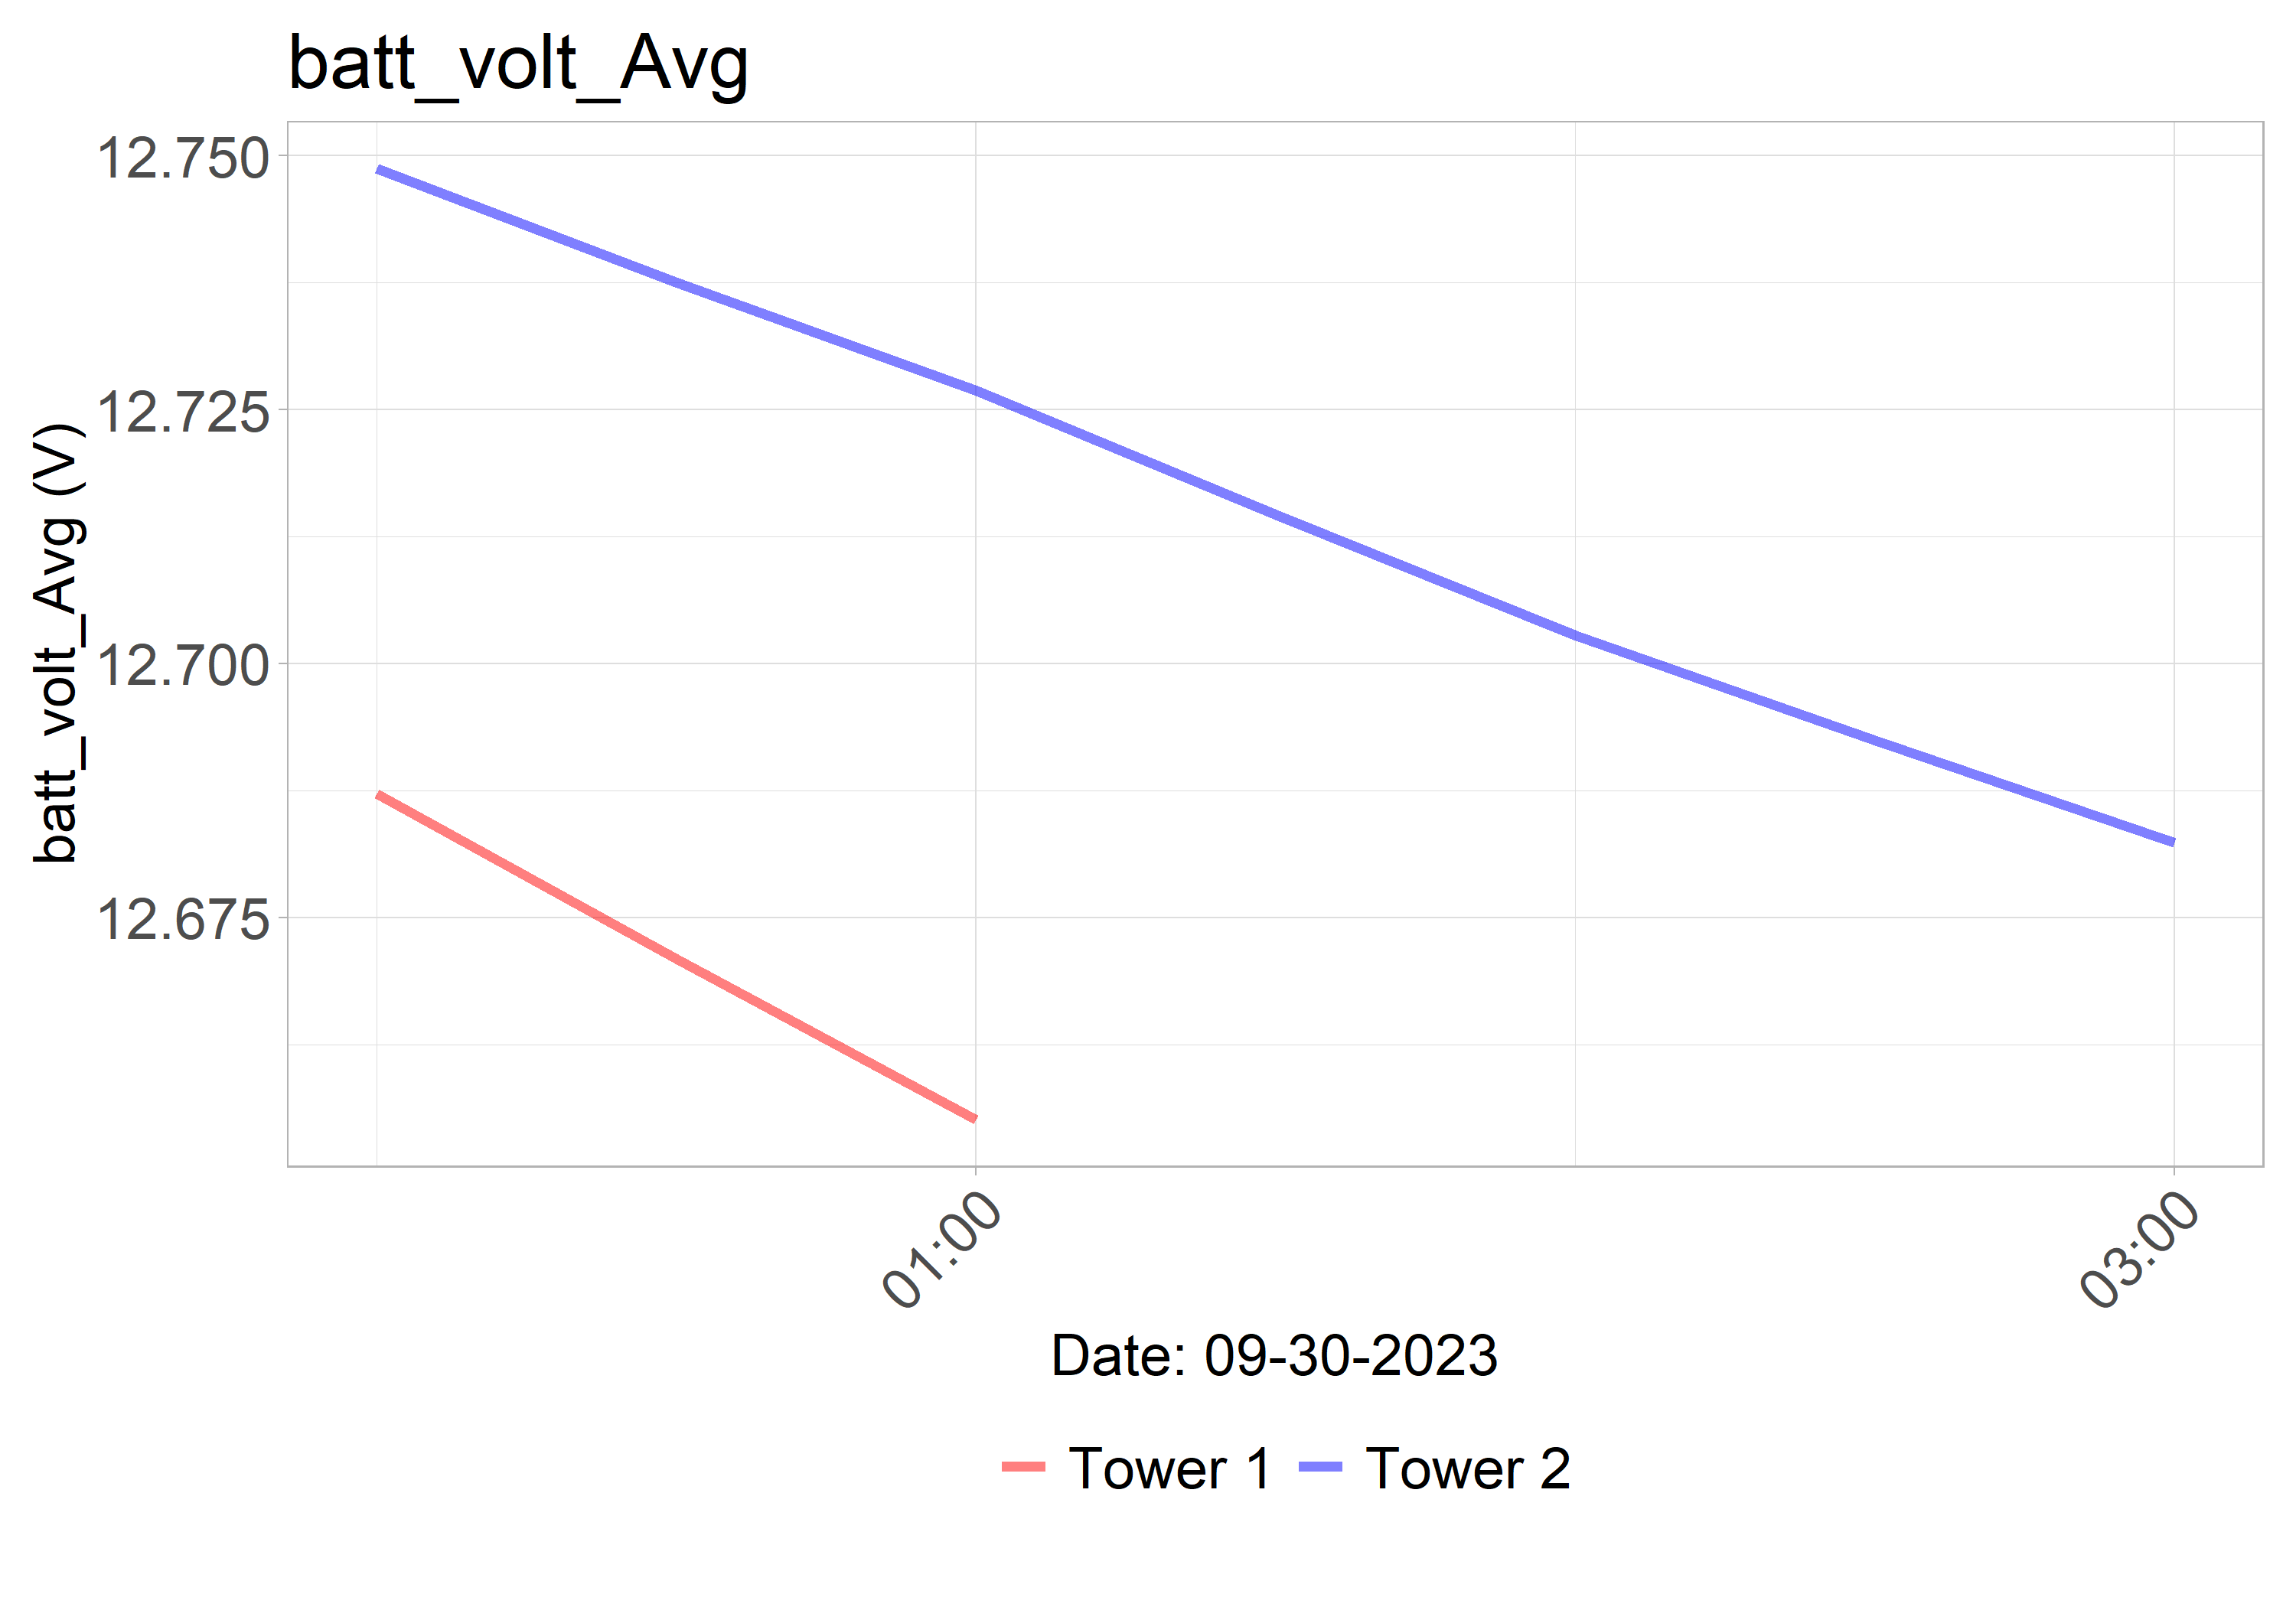 batt_volt_Avg
batt_volt_Avg (V)
12.750
12.725
12.700
12.675
01:00
03:00
Date: 09-30-2023
Tower 1
Tower 2